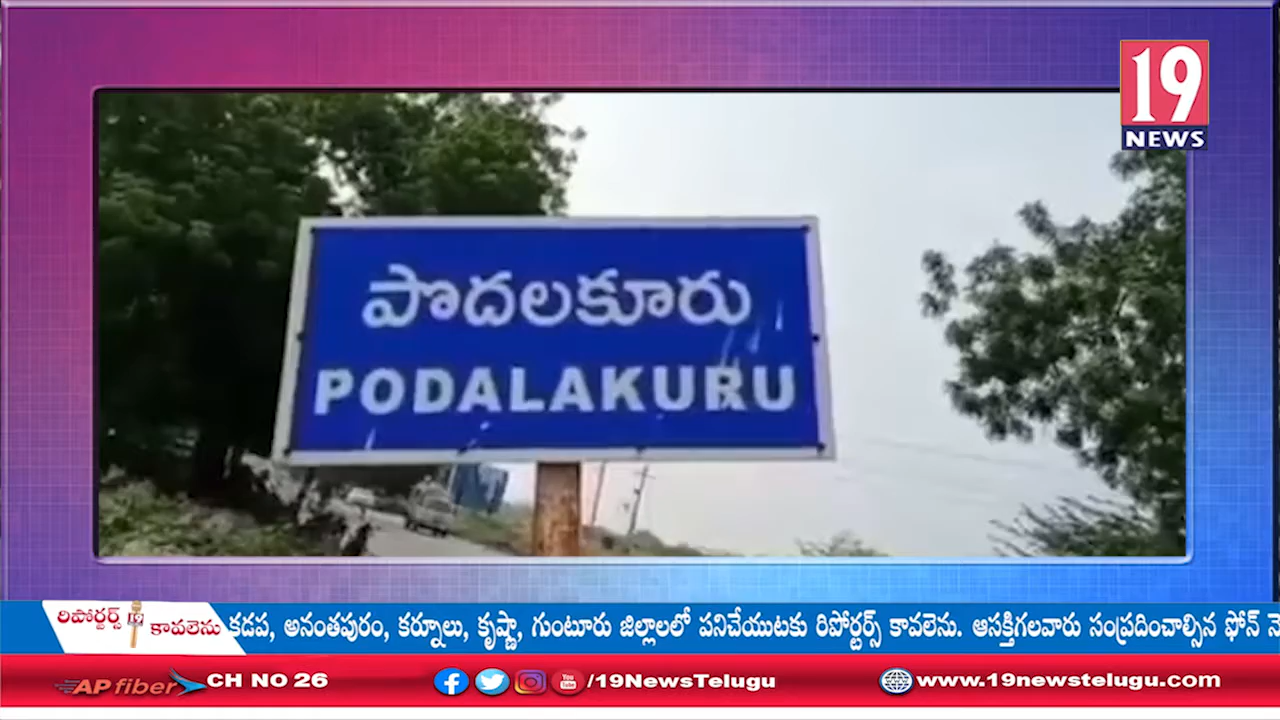 19
NEWS
పొదలకూరు
PODALAKURU
రిపోర్టర్స్ కావలెను
కడప, అనంతపురం, కర్నూలు, కృష్ణా, గుంటూరు జిల్లాలలో పనిచేయుటకు రిపోర్టర్స్ కావలెను. ఆసక్తిగలవారు సంప్రదించాల్సిన ఫోన్
AP fiber CH NO 26 /19NewsTelugu www.19newstelugu.com